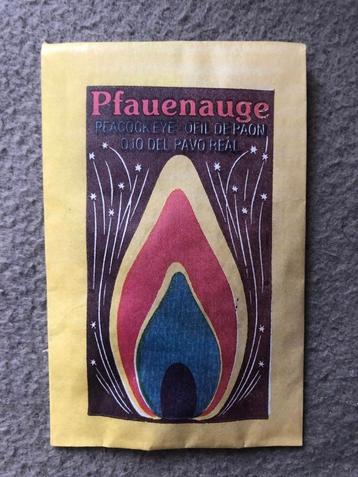 Pfauenauge
PEACOCK EYE · OEIL DE PAON
OJO DEL PAVO REAL